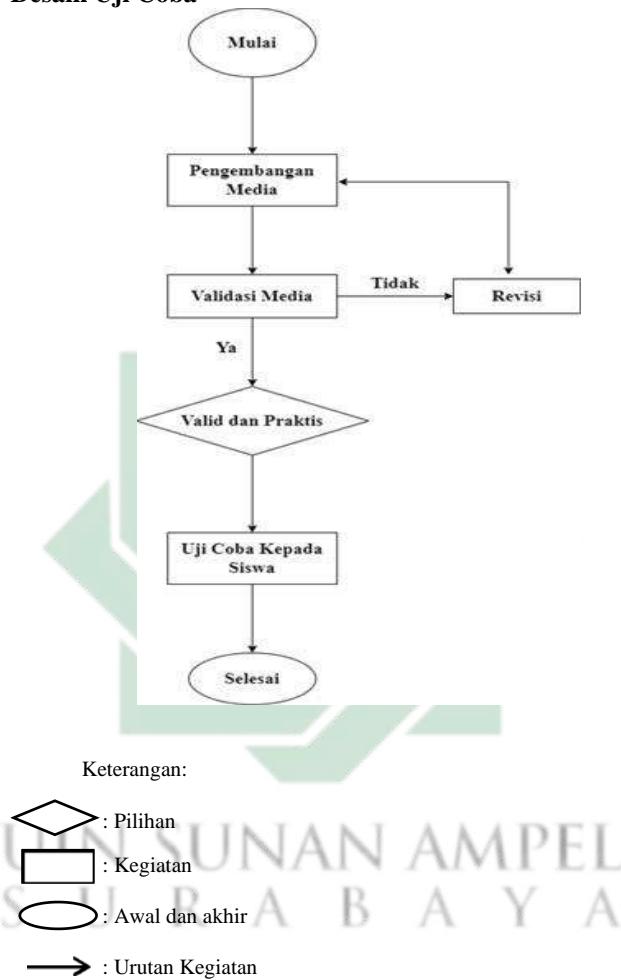 Desain Uji Coba
Mulai
Pengembangan
Media
Validasi Media
Tidak
Revisi
Ya
Valid dan Praktis
Uji Coba Kepada
Siswa
Selesai
Keterangan:
: Pilihan
UIN SUNAN AMPEL
: Kegiatan
S U R A B A Y A
: Awal dan akhir
: Urutan Kegiatan